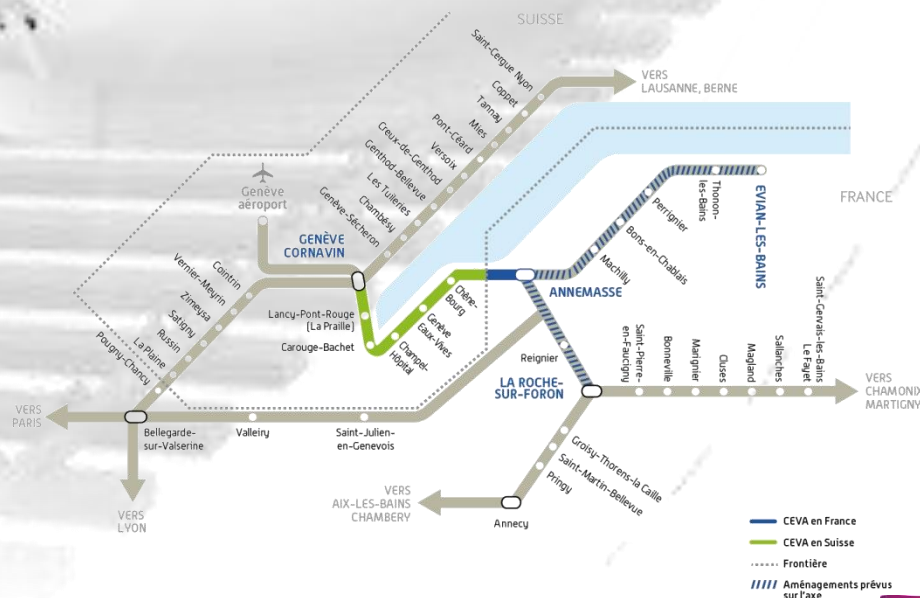 SUISSE
VERS
LAUSANNE, BERNE
Saint-Cergue Nyon
Coppet
Tannay
Mies
Pont-Céard
Versoix
Creux-de-Genthod
Genthod-Bellevue
Les Tuileries
Chambésy
Genève-Sécheron
Genève
aéroport
GENÈVE
CORNAVIN
FRANCE
EVIAN-LES-BAINS
Thonon-
les-Bains
Perrignier
Bons-en-Chablais
Machilly
ANNEMASSE
Cointrin
Vernier-Meyrin
Zimeysa
Satigny
Russin
La Plaine
Pougny-Chancy
Lancy-Pont-Rouge
(La Praille)
Carouge-Bachet
Champel-
Hôpital
Genève
Eaux-Vives
Chêne-
Bourg
Reignier
LA ROCHE-
SUR-FORON
Saint-Pierre-
en-Faucigny
Bonneville
Marignier
Cluses
Magland
Sallanches
Saint-Gervais-les-Bains
Le Fayet
VERS
CHAMONIX
MARTIGNY
VERS
PARIS
Bellegarde-
sur-Valserine
Valleiry
Saint-Julien-
en-Genevois
VERS
LYON
Groisy-Thorens-la Caille
Saint-Martin-Bellevue
Pringy
VERS
AIX-LES-BAINS
CHAMBERY
Annecy
CEVA en France
CEVA en Suisse
Frontière
Aménagements prévus
sur l'axe